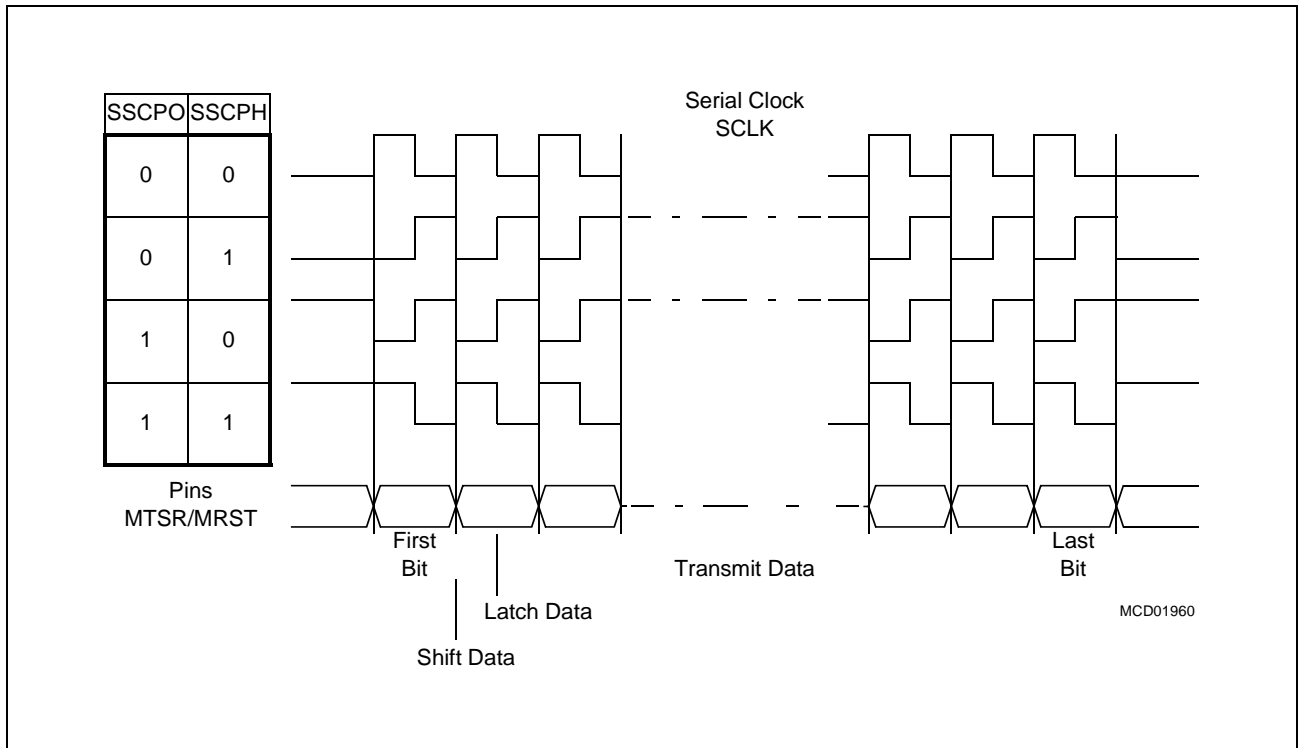 SSCPO SSCPH
Serial Clock
SCLK
0 0
0 1
1 0
1 1
Pins
MTSR/MRST
First
Bit
Last
Bit
Transmit Data
Latch Data
MCD01960
Shift Data